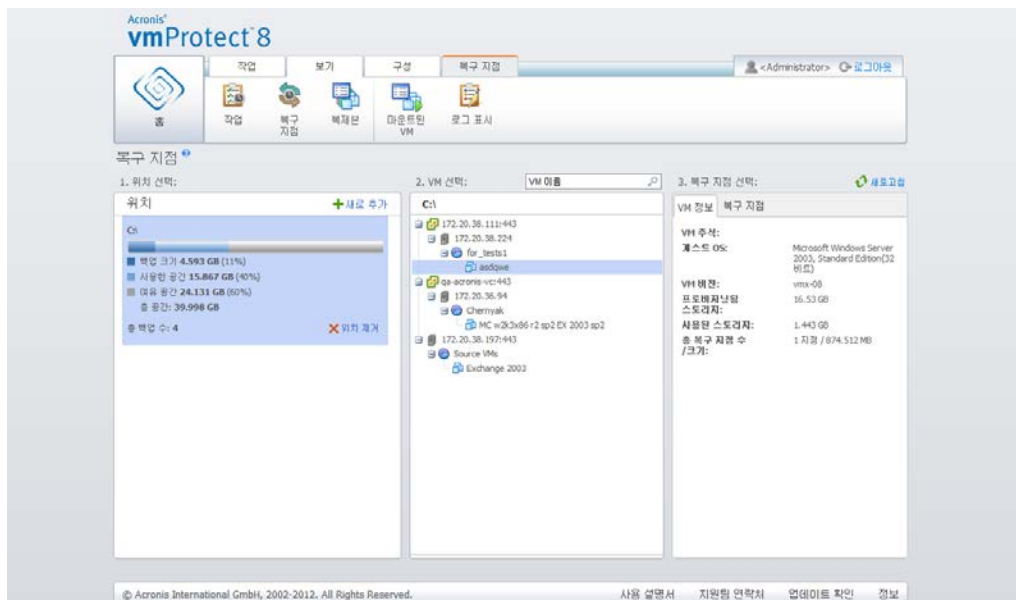 Acronis®
vmProtect™8
작업
보기
구성
복구 지점
<Administrator>
로그아웃
홈
작업
복구
지점
복제본
마운트된
VM
로그 표시
복구 지점
1. 위치 선택:
위치
새로 추가
C:\
백업 크기 4.593 GB (11%)
사용한 공간 15.867 GB (40%)
여유 공간 24.131 GB (60%)
총 공간: 39.998 GB
총 백업 수: 4
위치 제거
2. VM 선택:
VM 이름
C:\
172.20.38.111:443
172.20.38.224
for_tests1
asdqwe
qa-acronis-vc:443
172.20.36.94
Chernyak
MC w2k3x86 r2 sp2 EX 2003 sp2
172.20.38.197:443
Source VMs
Exchange 2003
3. 복구 지점 선택:
새로고침
VM 정보
복구 지점
VM 주석:
게스트 OS:
Microsoft Windows Server
2003, Standard Edition(32
비트)
VM 버전:
vmx-08
프로비저닝된
스토리지:
16.53 GB
사용된 스토리지:
1.443 GB
총 복구 지점 수
/크기:
1 지점 / 874.512 MB
© Acronis International GmbH, 2002-2012. All Rights Reserved.
사용 설명서
지원팀 연락처
업데이트 확인
정보